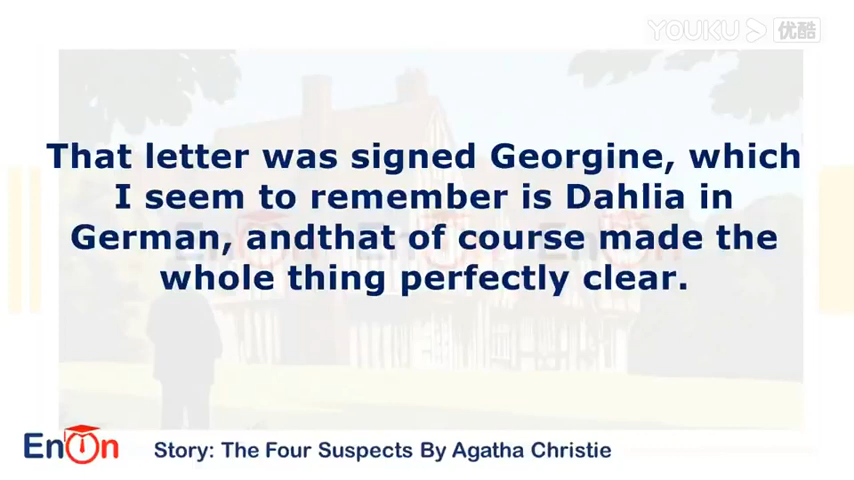 YOUKU 优酷
That letter was signed Georgine, which
I seem to remember is Dahlia in
German, andthat of course made the
whole thing perfectly clear.
EnOn
Story: The Four Suspects By Agatha Christie